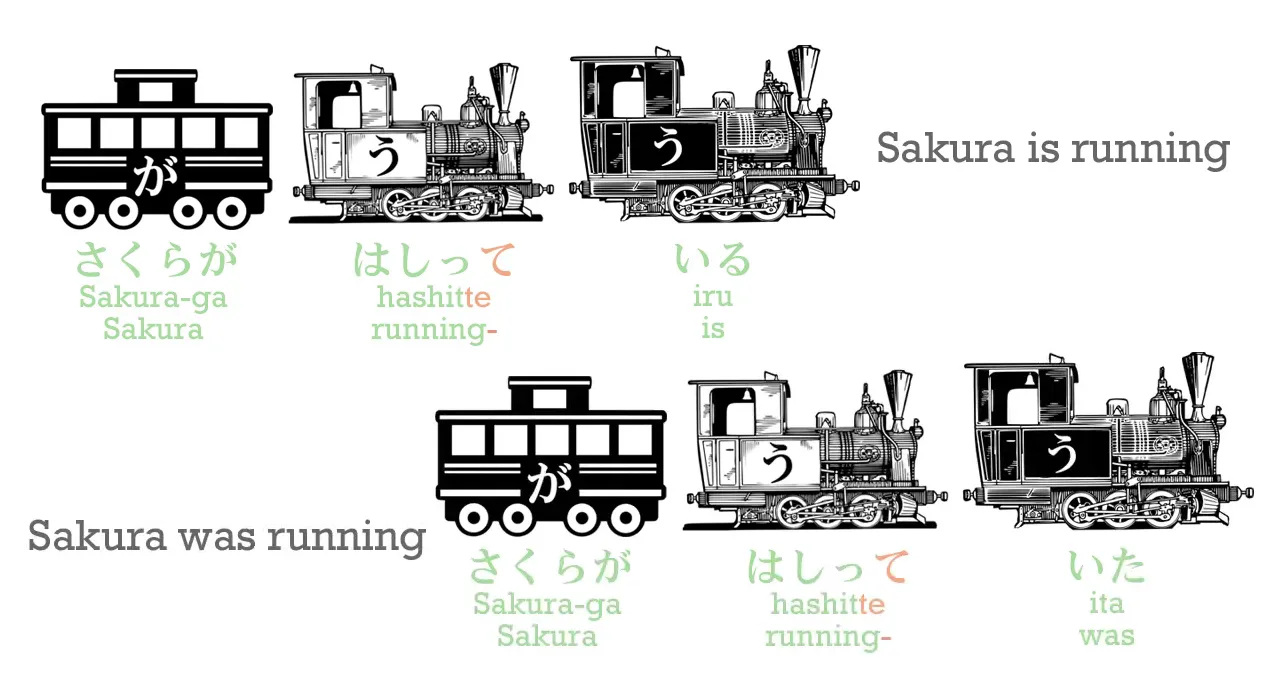 が
う
う
Sakura is running
さくらが
はしって
いる
Sakura-ga
hashitte
iru
Sakura
running-
is
が
う
う
Sakura was running
さくらが
はしって
いた
Sakura-ga
hashitte
ita
Sakura
running-
was